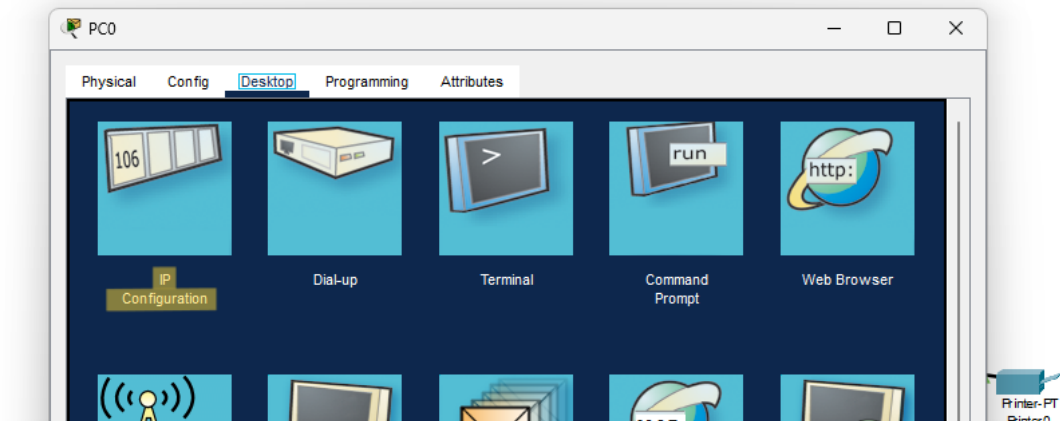 PC0
Physical Config Desktop Programming Attributes
106
>
run
http:
IP
Configuration
Dial-up
Terminal
Command
Prompt
Web Browser
Printer-PT
Printer0